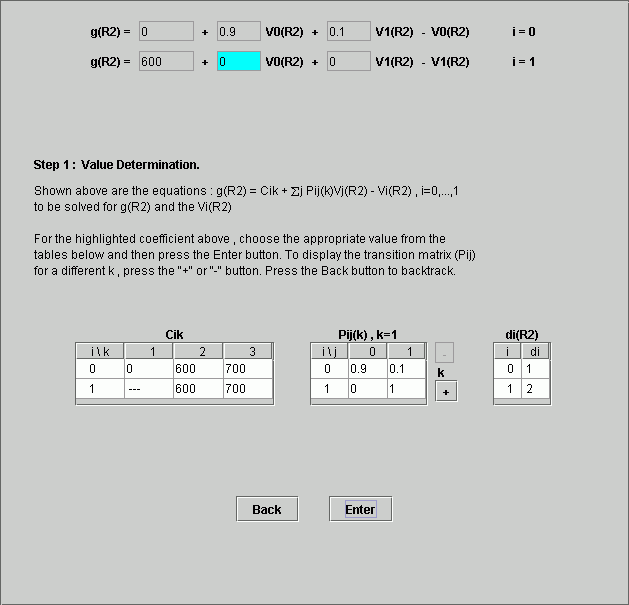 g(R2) = 0 + 0.9 V0(R2) + 0.1 V1(R2) - V0(R2) i = 0
g(R2) = 600 + 0 V0(R2) + 0 V1(R2) - V1(R2) i = 1
Step 1 : Value Determination.
Shown above are the equations : g(R2) = Cik + Σj Pij(k)Vj(R2) - Vi(R2) , i=0,...,1
to be solved for g(R2) and the Vi(R2)
For the highlighted coefficient above , choose the appropriate value from the
tables below and then press the Enter button. To display the transition matrix (Pij)
for a different k , press the "+" or "-" button. Press the Back button to backtrack.
Cik
i \ k 1 2 3
0 0 600 700
1 --- 600 700
Pij(k) , k=1
i \ j 0 1
0 0.9 0.1
1 0 1
-
k
+
di(R2)
i di
0 1
1 2
Back Enter